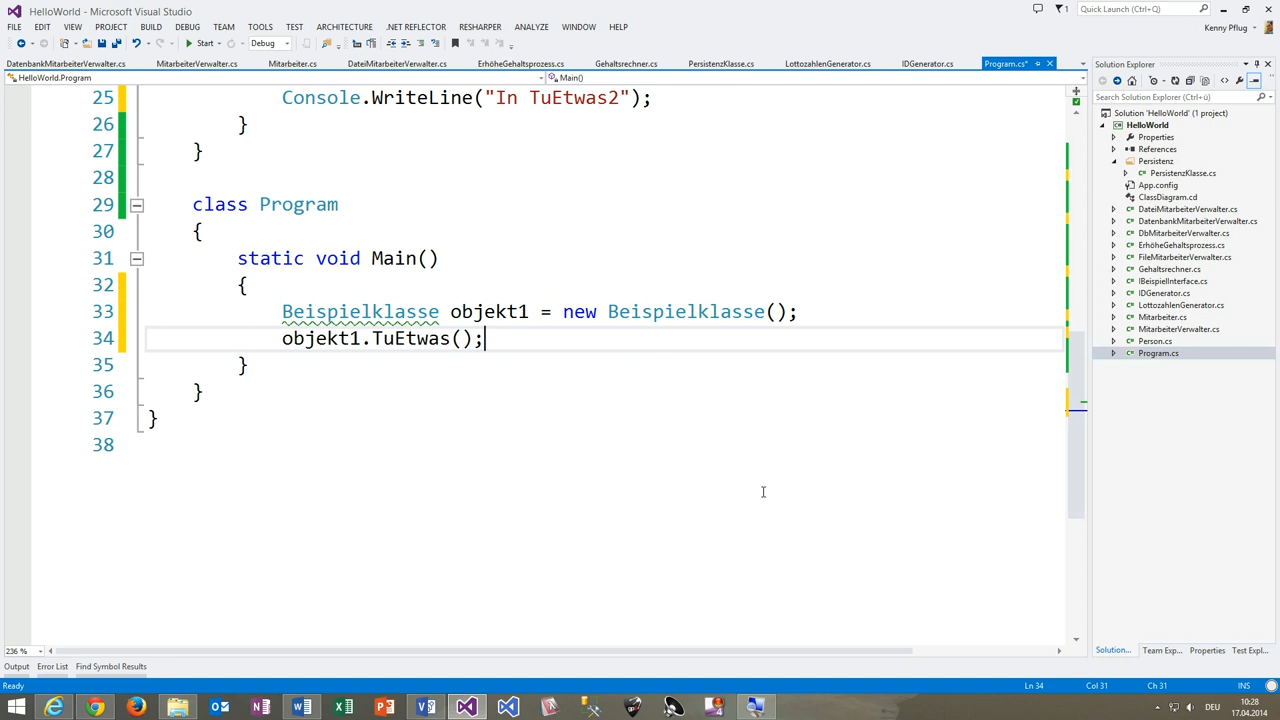 HelloWorld - Microsoft Visual Studio
Quick Launch (Ctrl+Q)
FILE EDIT VIEW PROJECT BUILD DEBUG TEAM TOOLS TEST ARCHITECTURE .NET REFLECTOR RESHARPER ANALYZE WINDOW HELP
Kenny Pflug
Start Debug
DatenbankMitarbeiterVerwalter.cs MitarbeiterVerwalter.cs Mitarbeiter.cs DateiMitarbeiterVerwalter.cs ErhöheGehaltsprozess.cs Gehaltsrechner.cs PersistenzKlasse.cs LottozahlenGenerator.cs IDGenerator.cs Program.cs*
HelloWorld.Program Main()
25 Console.WriteLine("In TuEtwas2");
26 }
27 }
28
29 class Program
30 {
31 static void Main()
32 {
33 Beispielklasse objekt1 = new Beispielklasse();
34 objekt1.TuEtwas();
35 }
36 }
37 }
38
236 %
Solution Explorer
Search Solution Explorer (Ctrl+ü)
Solution 'HelloWorld' (1 project)
HelloWorld
Properties
References
Persistenz
PersistenzKlasse.cs
App.config
ClassDiagram.cd
DateiMitarbeiterVerwalter.cs
DatenbankMitarbeiterVerwalter.cs
DbMitarbeiterVerwalter.cs
ErhöheGehaltsprozess.cs
FileMitarbeiterVerwalter.cs
Gehaltsrechner.cs
IBeispielInterface.cs
IDGenerator.cs
LottozahlenGenerator.cs
Mitarbeiter.cs
MitarbeiterVerwalter.cs
Person.cs
Program.cs
Solution... Team Exp... Properties Test Expl...
Output Error List Find Symbol Results
Ready Ln 34 Col 31 Ch 31 INS
DEU
10:28
17.04.2014